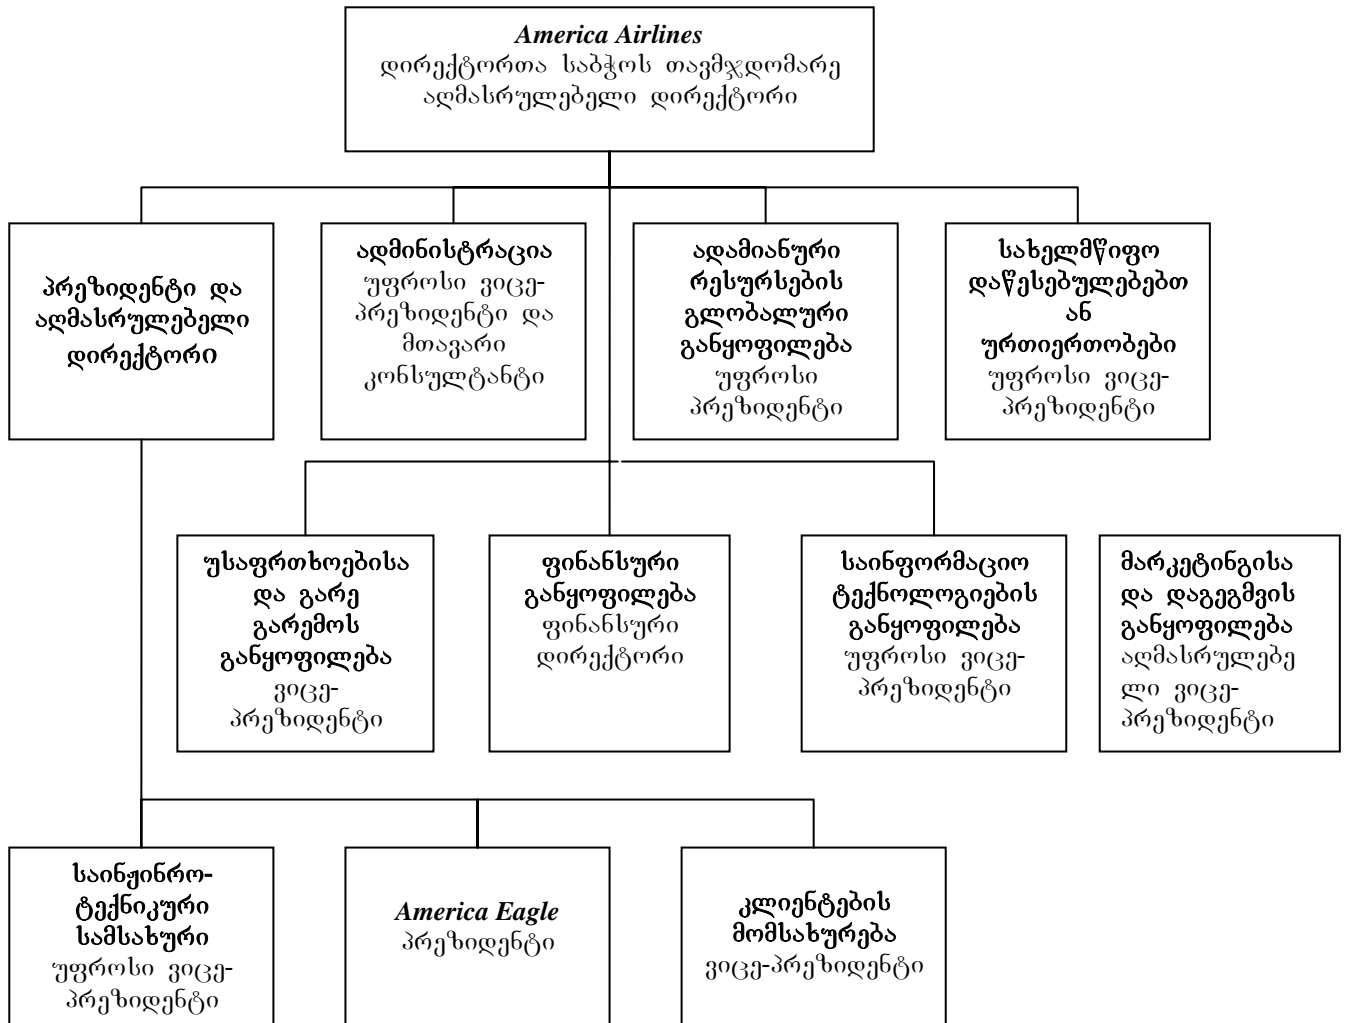 America Airlines
დირექტორთა საბჭოს თავმჯდომარე
აღმასრულებელი დირექტორი
პრეზიდენტი და
აღმასრულებელი
დირექტორი
ადმინისტრაცია
უფროსი ვიცე-
პრეზიდენტი და
მთავარი
კონსულტანტი
ადამიანური
რესურსების
გლობალური
განყოფილება
უფროსი
პრეზიდენტი
სახელმწიფო
დაწესებულებებთ
ან
ურთიერთობები
უფროსი ვიცე-
პრეზიდენტი
უსაფრთხოებისა
და გარე
გარემოს
განყოფილება
ვიცე-
პრეზიდენტი
ფინანსური
განყოფილება
ფინანსური
დირექტორი
საინფორმაციო
ტექნოლოგიების
განყოფილება
უფროსი ვიცე-
პრეზიდენტი
მარკეტინგისა
და დაგეგმვის
განყოფილება
აღმასრულებე
ლი ვიცე-
პრეზიდენტი
საინჟინრო-
ტექნიკური
სამსახური
უფროსი ვიცე-
პრეზიდენტი
America Eagle
პრეზიდენტი
კლიენტების
მომსახურება
ვიცე-პრეზიდენტი